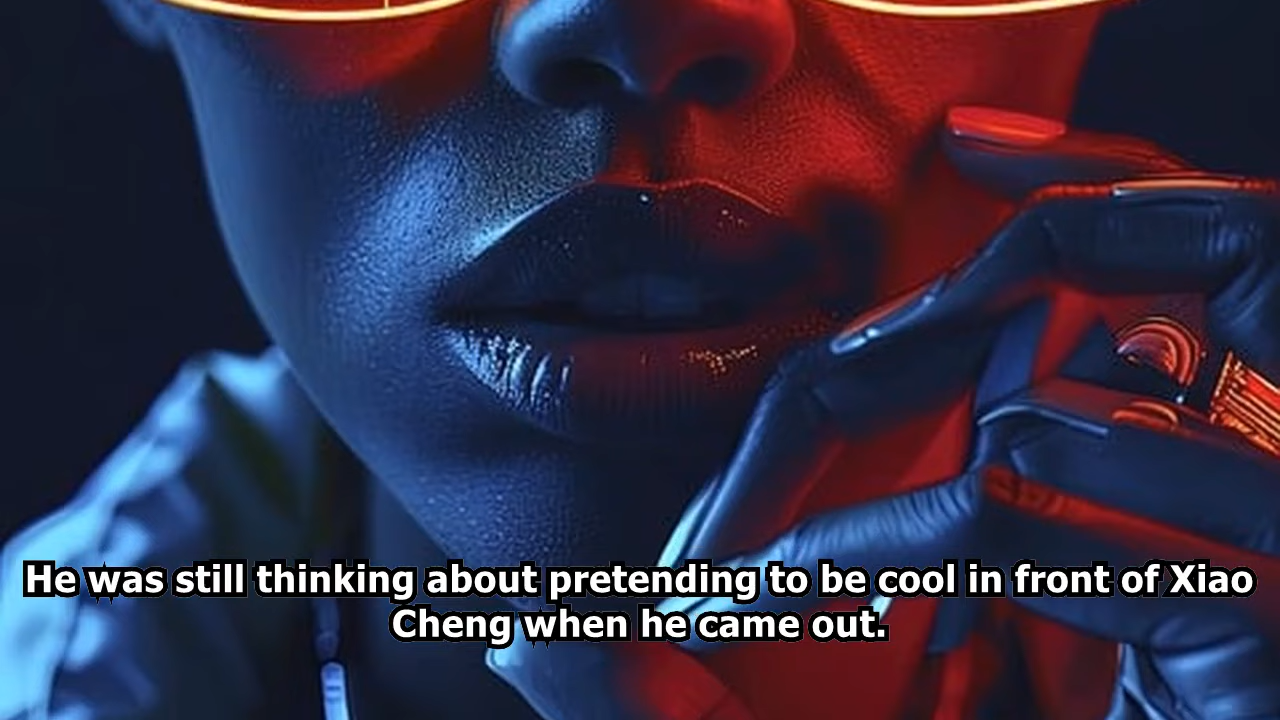 He was still thinking about pretending to be cool in front of Xiao
Cheng when he came out.